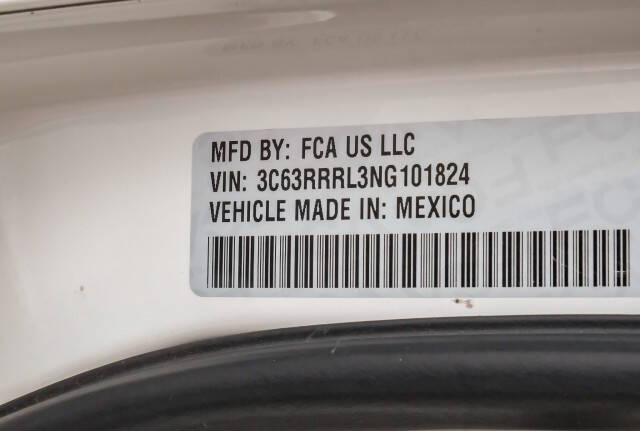 MFD BY: FCA US LLC
VIN: 3C63RRRL3NG101824
VEHICLE MADE IN: MEXICO